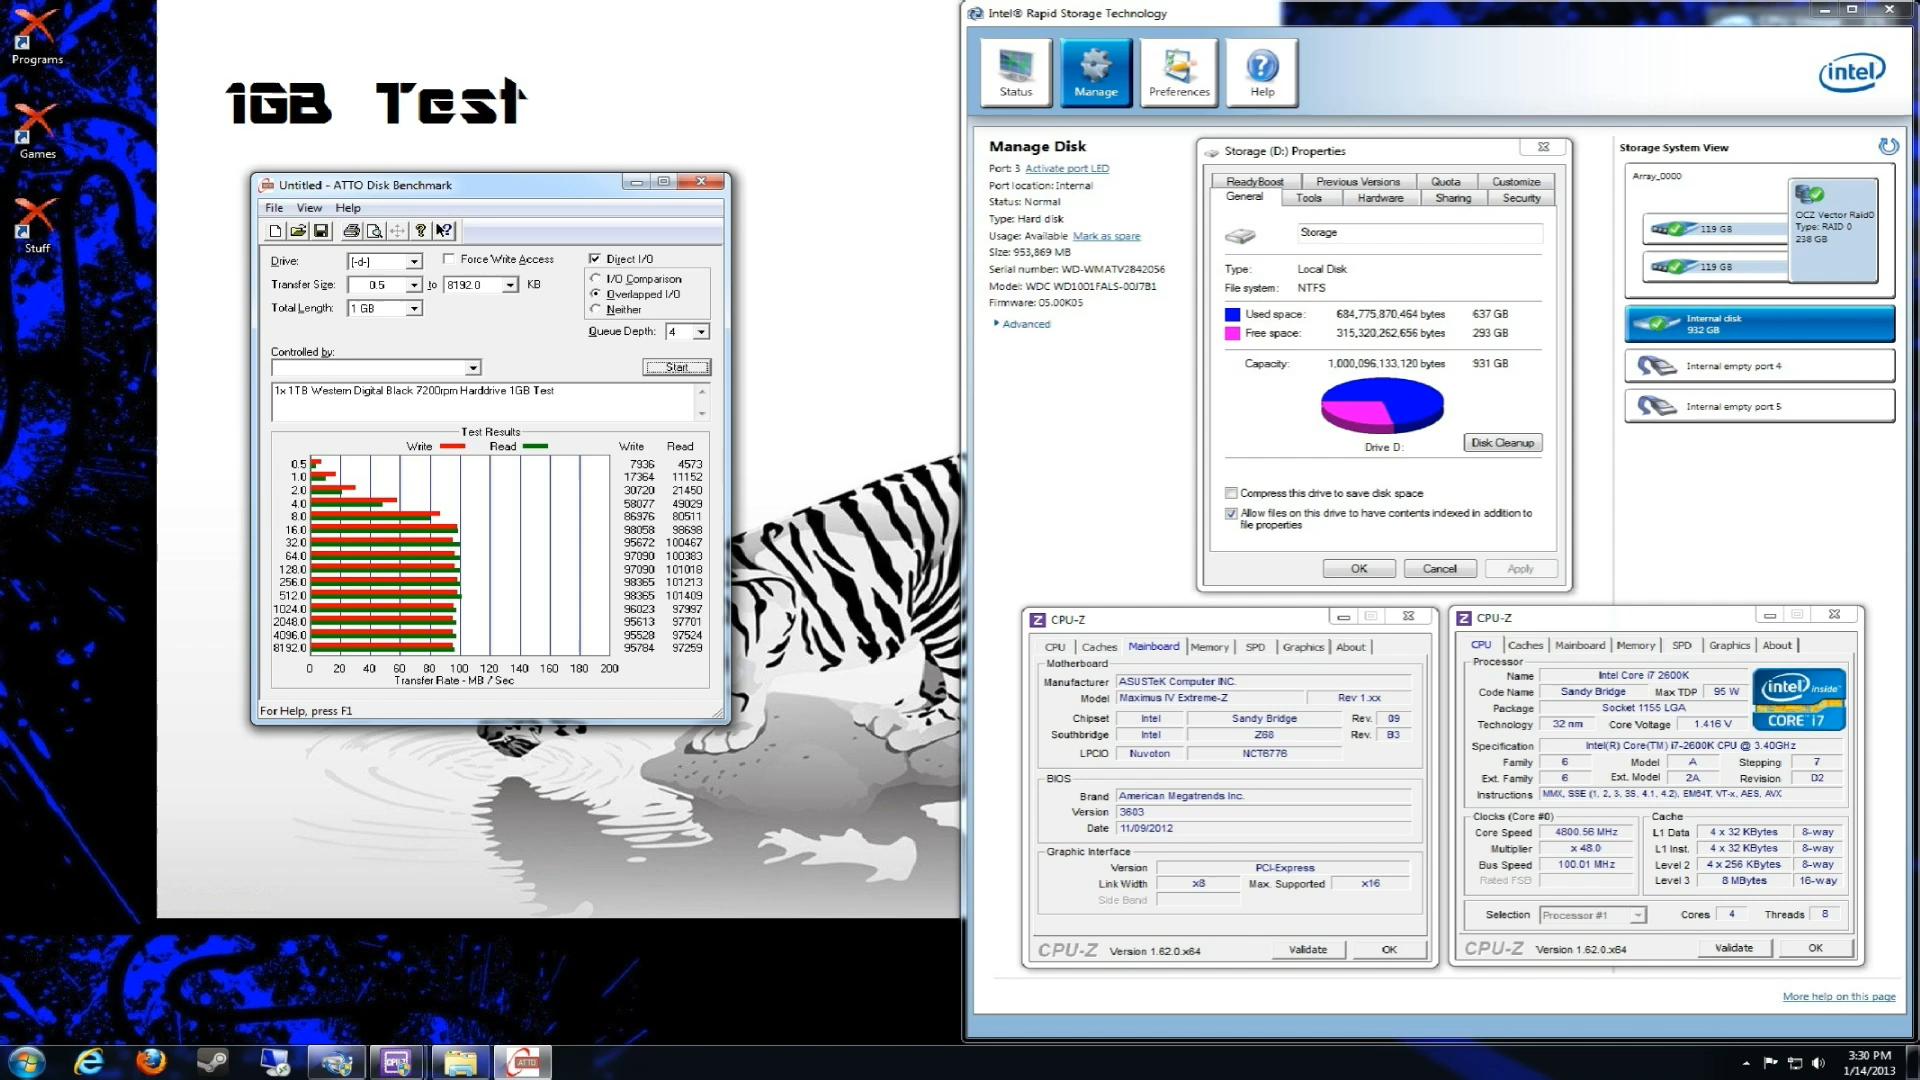 Programs
Games
Stuff
1GB Test
Untitled - ATTO Disk Benchmark
File View Help
Drive: [-d-] Force Write Access Direct I/O
Transfer Size: 0.5 to 8192.0 KB I/O Comparison
Overlapped I/O
Total Length: 1 GB Neither
Queue Depth: 4
Controlled by:
Start
1x 1TB Western Digital Black 7200rpm Harddrive 1GB Test
Test Results
Write Read Write Read
0.5 7936 4573
1.0 17364 11152
2.0 30720 21450
4.0 58077 49029
8.0 86976 80511
16.0 98058 98698
32.0 95672 100467
64.0 97090 100383
128.0 97090 101018
256.0 98365 101213
512.0 98365 101409
1024.0 96023 97997
2048.0 95613 97701
4096.0 95528 97524
8192.0 95784 97259
0 20 40 60 80 100 120 140 160 180 200
Transfer Rate - MB / Sec
For Help, press F1
Intel® Rapid Storage Technology
Status Manage Preferences Help
intel
Manage Disk
Port: 3 Activate port LED
Port location: Internal
Status: Normal
Type: Hard disk
Usage: Available Mark as spare
Size: 953,869 MB
Serial number: WD-WMATV2842056
Model: WDC WD1001FALS-00J7B1
Firmware: 05.00K05
Advanced
Storage (D:) Properties
ReadyBoost Previous Versions Quota Customize
General Tools Hardware Sharing Security
Storage
Type: Local Disk
File system: NTFS
Used space: 684,775,870,464 bytes 637 GB
Free space: 315,320,262,656 bytes 293 GB
Capacity: 1,000,096,133,120 bytes 931 GB
Drive D: Disk Cleanup
Compress this drive to save disk space
Allow files on this drive to have contents indexed in addition to
file properties
OK Cancel Apply
Storage System View
Array_0000
119 GB
119 GB
OCZ Vector Raid0
Type: RAID 0
238 GB
Internal disk
932 GB
Internal empty port 4
Internal empty port 5
CPU-Z
CPU Caches Mainboard Memory SPD Graphics About
Motherboard
Manufacturer ASUSTeK Computer INC.
Model Maximus IV Extreme-Z Rev 1.xx
Chipset Intel Sandy Bridge Rev. 09
Southbridge Intel Z68 Rev. B3
LPCIO Nuvoton NCT6776
BIOS
Brand American Megatrends Inc.
Version 3603
Date 11/09/2012
Graphic Interface
Version PCI-Express
Link Width x8 Max. Supported x16
Side Band
CPU-Z Version 1.62.0.x64 Validate OK
CPU-Z
CPU Caches Mainboard Memory SPD Graphics About
Processor
Name Intel Core i7 2600K
Code Name Sandy Bridge Max TDP 95 W
Package Socket 1155 LGA
Technology 32 nm Core Voltage 1.416 V
intel inside
CORE i7
Specification Intel(R) Core(TM) i7-2600K CPU @ 3.40GHz
Family 6 Model A Stepping 7
Ext. Family 6 Ext. Model 2A Revision D2
Instructions MMX, SSE (1, 2, 3, 3S, 4.1, 4.2), EM64T, VT-x, AES, AVX
Clocks (Core #0)
Core Speed 4800.56 MHz
Multiplier x 48.0
Bus Speed 100.01 MHz
Rated FSB
Cache
L1 Data 4 x 32 KBytes 8-way
L1 Inst. 4 x 32 KBytes 8-way
Level 2 4 x 256 KBytes 8-way
Level 3 8 MBytes 16-way
Selection Processor #1 Cores 4 Threads 8
CPU-Z Version 1.62.0.x64 Validate OK
More help on this page
3:30 PM
1/14/2013